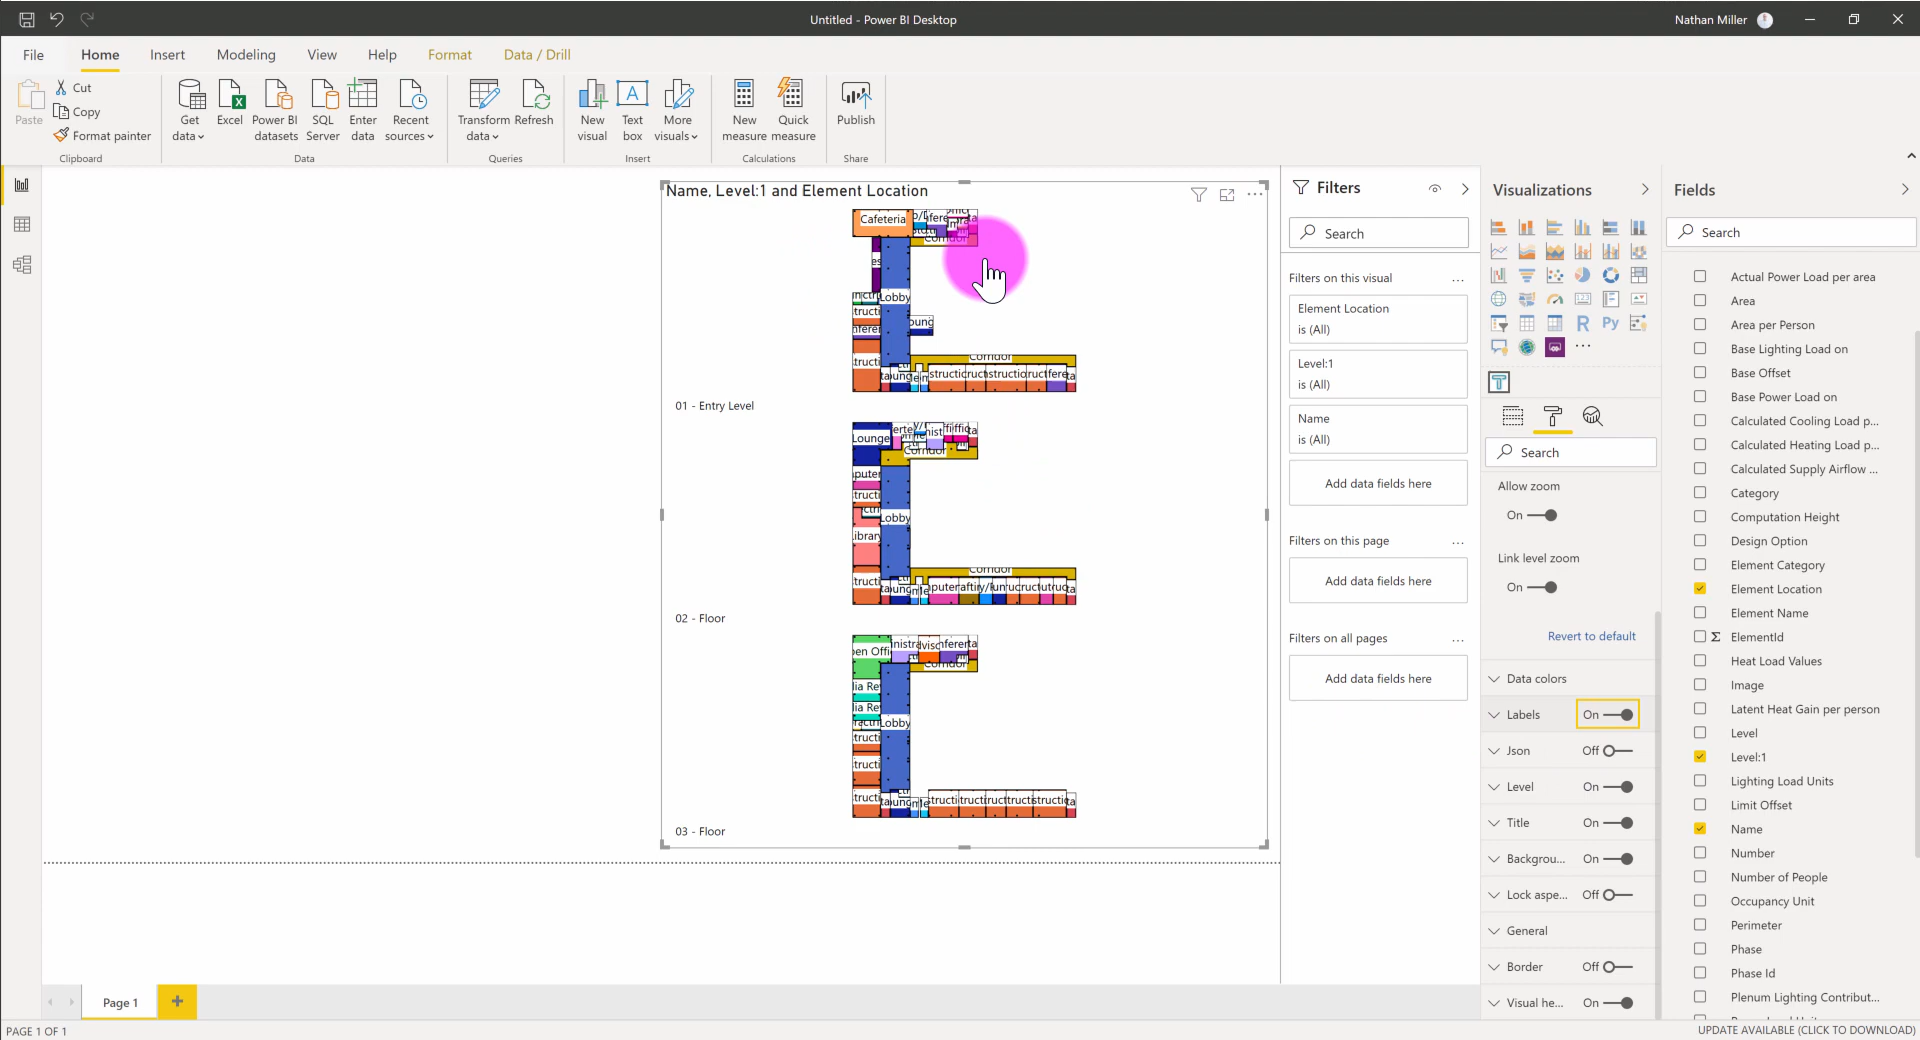 Untitled - Power BI Desktop
Nathan Miller
File
Home
Insert
Modeling
View
Help
Format
Data / Drill
Paste
Cut
Copy
Format painter
Clipboard
Get data
Excel
Power BI datasets
SQL Server
Enter data
Recent sources
Data
Transform data
Refresh
Queries
New visual
Text box
More visuals
Insert
New measure
Quick measure
Calculations
Publish
Share
Name, Level:1 and Element Location
Cafeteria
Corridor
Lobby
Corridor
01 - Entry Level
Lounge
Corridor
Lobby
Corridor
02 - Floor
Corridor
Lobby
03 - Floor
Filters
Search
Filters on this visual
Element Location
is (All)
Level:1
is (All)
Name
is (All)
Add data fields here
Filters on this page
Add data fields here
Filters on all pages
Add data fields here
Visualizations
R
Py
Search
Allow zoom
On
Link level zoom
On
Revert to default
Data colors
Labels On
Json Off
Level On
Title On
Backgrou... On
Lock aspe... Off
General
Border Off
Visual he... On
Fields
Search
Actual Power Load per area
Area
Area per Person
Base Lighting Load on
Base Offset
Base Power Load on
Calculated Cooling Load p...
Calculated Heating Load p...
Calculated Supply Airflow ...
Category
Computation Height
Design Option
Element Category
Element Location
Element Name
Σ ElementId
Heat Load Values
Image
Latent Heat Gain per person
Level
Level:1
Lighting Load Units
Limit Offset
Name
Number
Number of People
Occupancy Unit
Perimeter
Phase
Phase Id
Plenum Lighting Contribut...
Page 1
PAGE 1 OF 1
UPDATE AVAILABLE (CLICK TO DOWNLOAD)